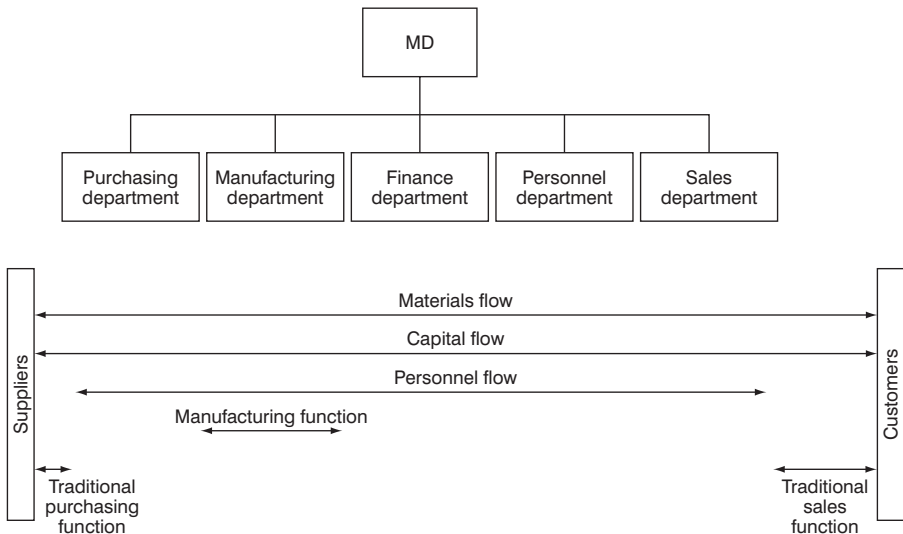 MD
Purchasing
department
Manufacturing
department
Finance
department
Personnel
department
Sales
department
Suppliers
Materials flow
Capital flow
Personnel flow
Manufacturing function
Traditional
purchasing
function
Traditional
sales
function
Customers